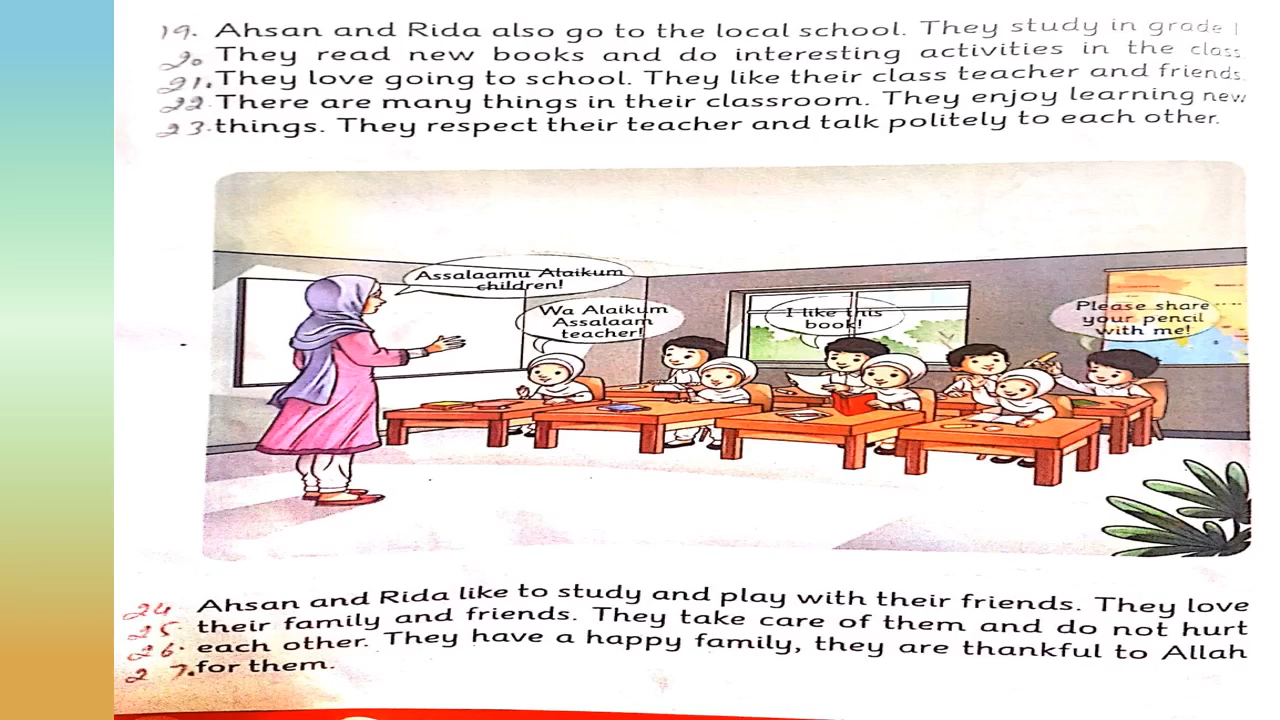 19. Ahsan and Rida also go to the local school. They study in grade 1
20 They read new books and do interesting activities in the class.
21. They love going to school. They like their class teacher and friends.
22. There are many things in their classroom. They enjoy learning new
23. things. They respect their teacher and talk politely to each other.
Assalaamu Alaikum
children!
Wa Alaikum
Assalaam
teacher!
I like this
book!
Please share
your pencil
with me!
24 Ahsan and Rida like to study and play with their friends. They love
25. their family and friends. They take care of them and do not hurt
26. each other. They have a happy family, they are thankful to Allah
27. for them.